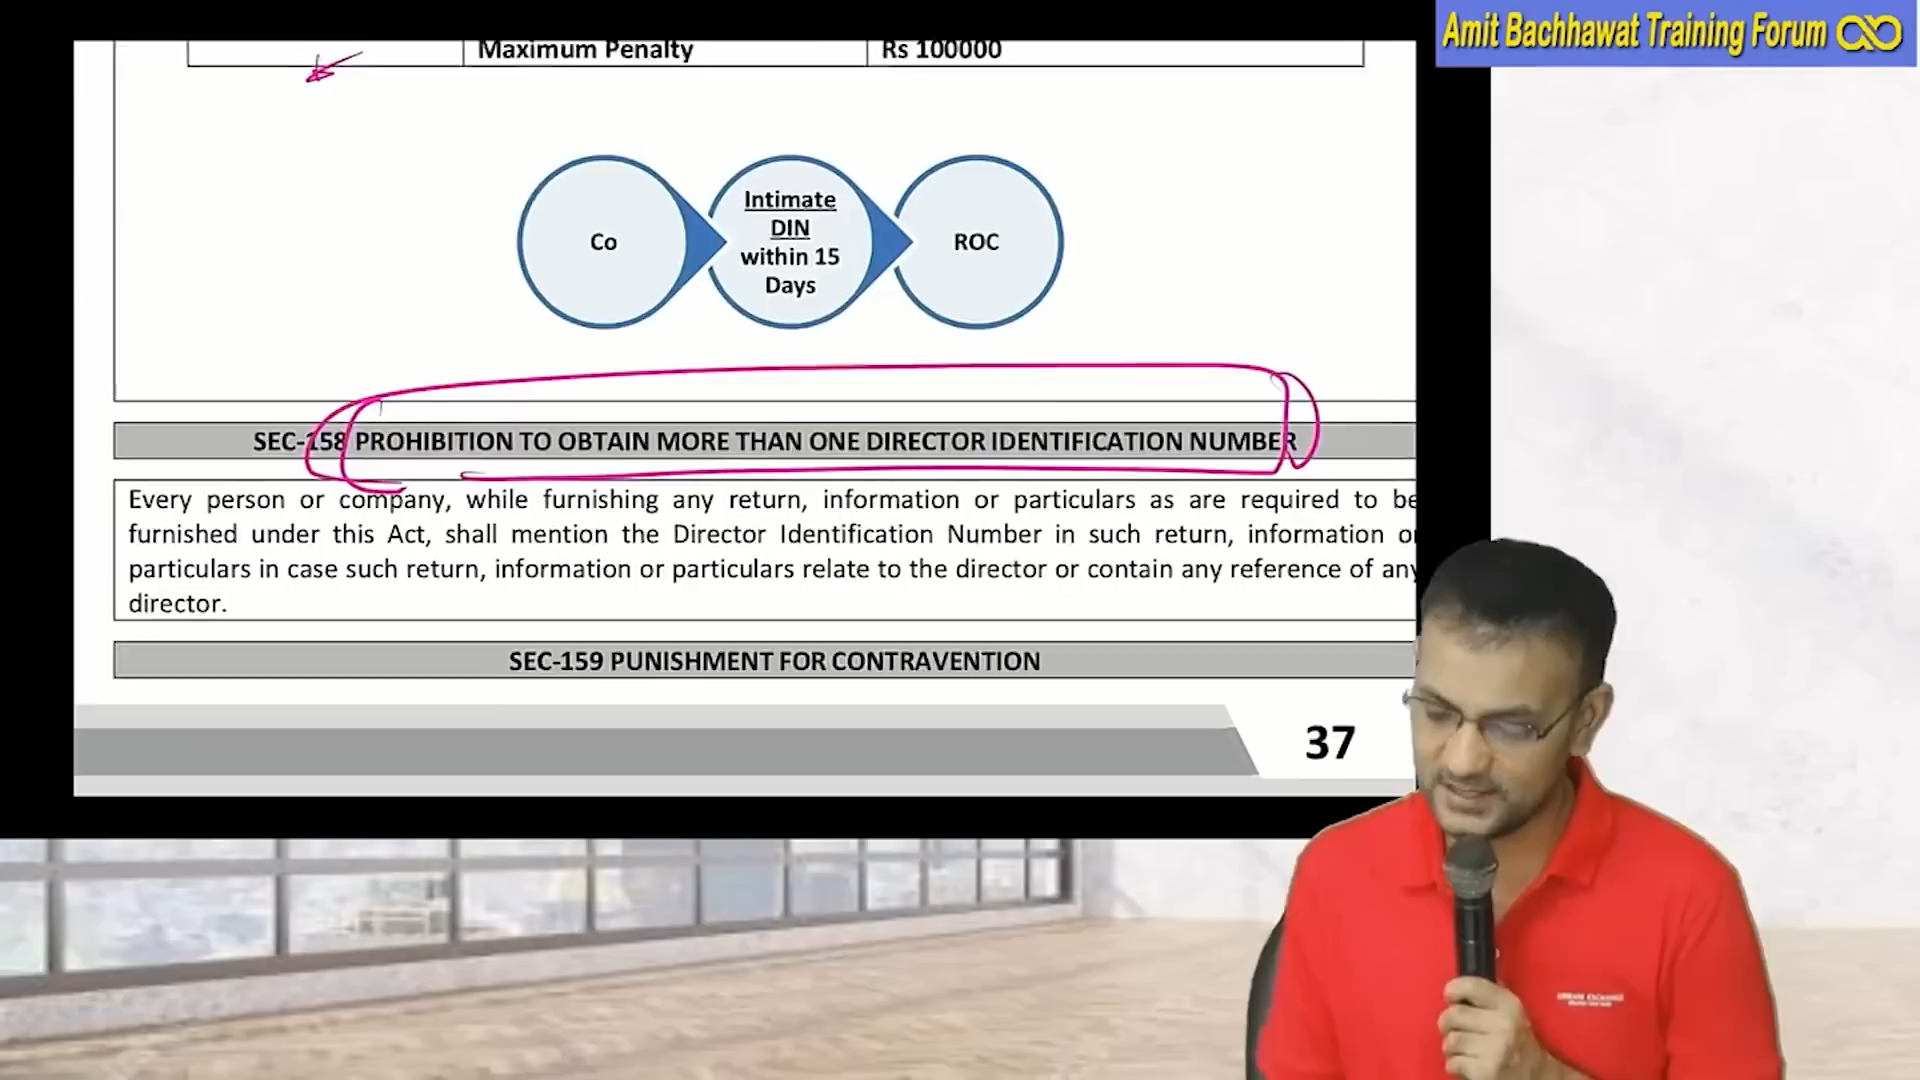 Amit Bachhawat Training Forum
Maximum Penalty Rs 100000
Co
Intimate
DIN
within 15
Days
ROC
SEC-158 PROHIBITION TO OBTAIN MORE THAN ONE DIRECTOR IDENTIFICATION NUMBER
Every person or company, while furnishing any return, information or particulars as are required to be
furnished under this Act, shall mention the Director Identification Number in such return, information or
particulars in case such return, information or particulars relate to the director or contain any reference of any
director.
SEC-159 PUNISHMENT FOR CONTRAVENTION
37